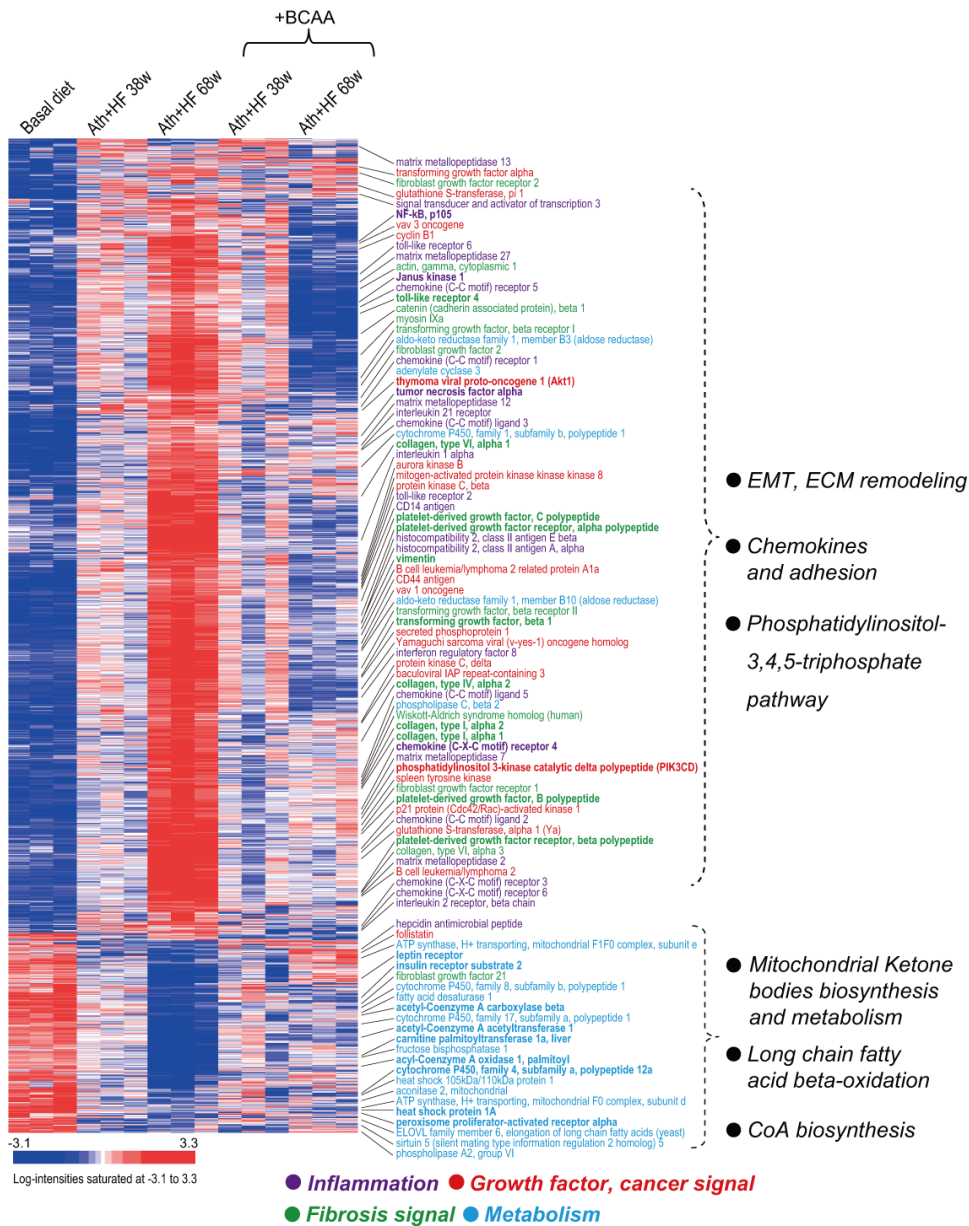 +BCAA
Basal diet
Ath+HF 38w
Ath+HF 68w
Ath+HF 38w
Ath+HF 68w
matrix metallopeptidase 13
transforming growth factor alpha
fibroblast growth factor receptor 2
glutathione S-transferase, pi 1
signal transducer and activator of transcription 3
NF-kB, p105
vav 3 oncogene
cyclin B1
toll-like receptor 6
matrix metallopeptidase 27
actin, gamma, cytoplasmic 1
Janus kinase 1
chemokine (C-C motif) receptor 5
toll-like receptor 4
catenin (cadherin associated protein), beta 1
myosin IXa
transforming growth factor, beta receptor I
aldo-keto reductase family 1, member B3 (aldose reductase)
fibroblast growth factor 2
chemokine (C-C motif) receptor 1
adenylate cyclase 3
thymoma viral proto-oncogene 1 (Akt1)
tumor necrosis factor alpha
matrix metallopeptidase 12
interleukin 21 receptor
chemokine (C-C motif) ligand 3
cytochrome P450, family 1, subfamily b, polypeptide 1
collagen, type VI, alpha 1
interleukin 1 alpha
aurora kinase B
mitogen-activated protein kinase kinase kinase 8
protein kinase C, beta
toll-like receptor 2
CD14 antigen
platelet-derived growth factor, C polypeptide
platelet-derived growth factor receptor, alpha polypeptide
histocompatibility 2, class II antigen E beta
histocompatibility 2, class II antigen A, alpha
vimentin
B cell leukemia/lymphoma 2 related protein A1a
CD44 antigen
vav 1 oncogene
aldo-keto reductase family 1, member B10 (aldose reductase)
transforming growth factor, beta receptor II
transforming growth factor, beta 1
secreted phosphoprotein 1
Yamaguchi sarcoma viral (v-yes-1) oncogene homolog
interferon regulatory factor 8
protein kinase C, delta
baculoviral IAP repeat-containing 3
collagen, type IV, alpha 2
chemokine (C-C motif) ligand 5
phospholipase C, beta 2
Wiskott-Aldrich syndrome homolog (human)
collagen, type I, alpha 2
collagen, type I, alpha 1
chemokine (C-X-C motif) receptor 4
matrix metallopeptidase 7
phosphatidylinositol 3-kinase catalytic delta polypeptide (PIK3CD)
spleen tyrosine kinase
fibroblast growth factor receptor 1
platelet-derived growth factor, B polypeptide
p21 protein (Cdc42/Rac)-activated kinase 1
chemokine (C-C motif) ligand 2
glutathione S-transferase, alpha 1 (Ya)
platelet-derived growth factor receptor, beta polypeptide
collagen, type VI, alpha 3
matrix metallopeptidase 2
B cell leukemia/lymphoma 2
chemokine (C-X-C motif) receptor 3
chemokine (C-X-C motif) receptor 6
interleukin 2 receptor, beta chain
hepcidin antimicrobial peptide
follistatin
ATP synthase, H+ transporting, mitochondrial F1F0 complex, subunit e
leptin receptor
insulin receptor substrate 2
fibroblast growth factor 21
cytochrome P450, family 8, subfamily b, polypeptide 1
fatty acid desaturase 1
acetyl-Coenzyme A carboxylase beta
cytochrome P450, family 17, subfamily a, polypeptide 1
acetyl-Coenzyme A acetyltransferase 1
carnitine palmitoyltransferase 1a, liver
fructose bisphosphatase 1
acyl-Coenzyme A oxidase 1, palmitoyl
cytochrome P450, family 4, subfamily a, polypeptide 12a
heat shock 105kDa/110kDa protein 1
aconitase 2, mitochondrial
ATP synthase, H+ transporting, mitochondrial F0 complex, subunit d
heat shock protein 1A
peroxisome proliferator-activated receptor alpha
ELOVL family member 6, elongation of long chain fatty acids (yeast)
sirtuin 5 (silent mating type information regulation 2 homolog) 5
phospholipase A2, group VI
● EMT, ECM remodeling
● Chemokines
and adhesion
● Phosphatidylinositol-
3,4,5-triphosphate
pathway
● Mitochondrial Ketone
bodies biosynthesis
and metabolism
● Long chain fatty
acid beta-oxidation
● CoA biosynthesis
-3.1 3.3
Log-intensities saturated at -3.1 to 3.3
● Inflammation ● Growth factor, cancer signal
● Fibrosis signal ● Metabolism